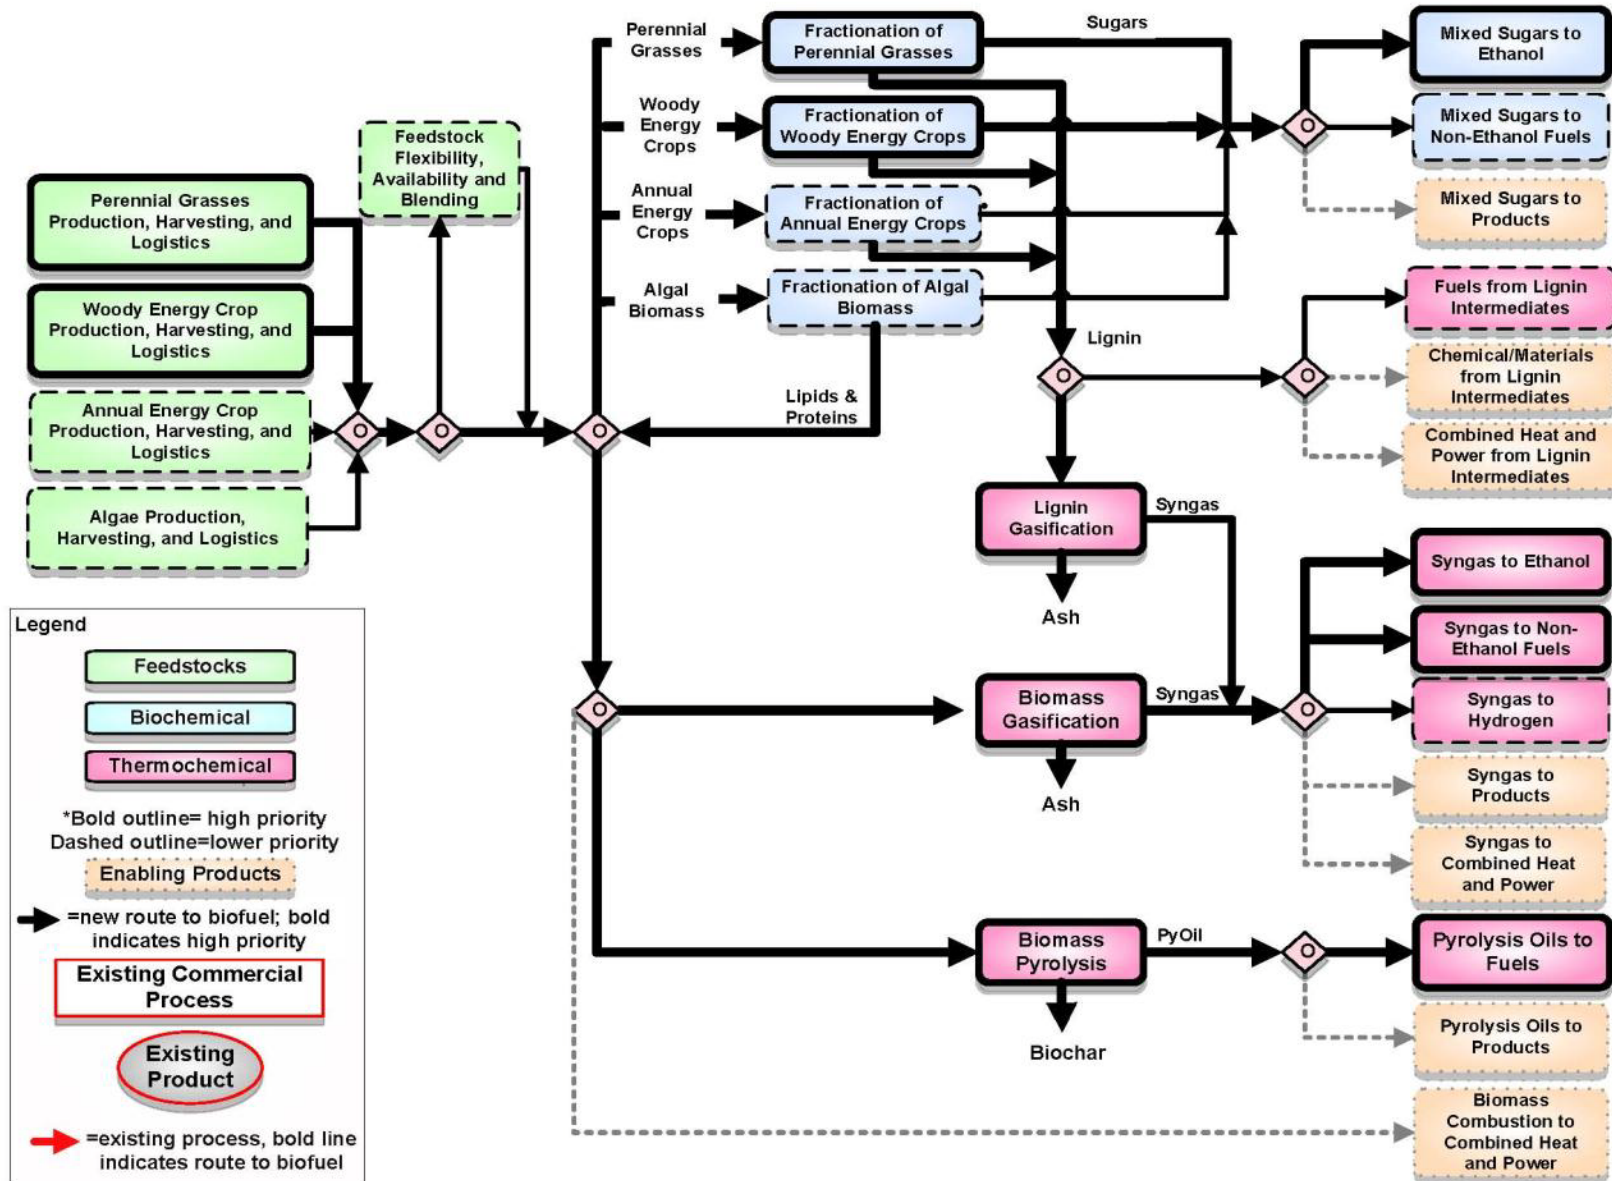 Perennial Grasses
Production, Harvesting, and
Logistics
Woody Energy Crop
Production, Harvesting, and
Logistics
Annual Energy Crop
Production, Harvesting, and
Logistics
Algae Production,
Harvesting, and Logistics
Feedstock
Flexibility,
Availability and
Blending
O
O
O
Perennial
Grasses
Woody
Energy
Crops
Annual
Energy
Crops
Algal
Biomass
Fractionation of
Perennial Grasses
Fractionation of
Woody Energy Crops
Fractionation of
Annual Energy Crops
Fractionation of Algal
Biomass
Lipids &
Proteins
Sugars
O
Mixed Sugars to
Ethanol
Mixed Sugars to
Non-Ethanol Fuels
Mixed Sugars to
Products
Lignin
O
O
Fuels from Lignin
Intermediates
Chemical/Materials
from Lignin
Intermediates
Combined Heat and
Power from Lignin
Intermediates
Lignin
Gasification
Syngas
Ash
O
Biomass
Gasification
Syngas
Ash
O
Syngas to Ethanol
Syngas to Non-
Ethanol Fuels
Syngas to
Hydrogen
Syngas to
Products
Syngas to
Combined Heat
and Power
Biomass
Pyrolysis
PyOil
Biochar
O
Pyrolysis Oils to
Fuels
Pyrolysis Oils to
Products
Biomass
Combustion to
Combined Heat
and Power
Legend
Feedstocks
Biochemical
Thermochemical
*Bold outline= high priority
Dashed outline=lower priority
Enabling Products
=new route to biofuel; bold
indicates high priority
Existing Commercial
Process
Existing
Product
=existing process, bold line
indicates route to biofuel